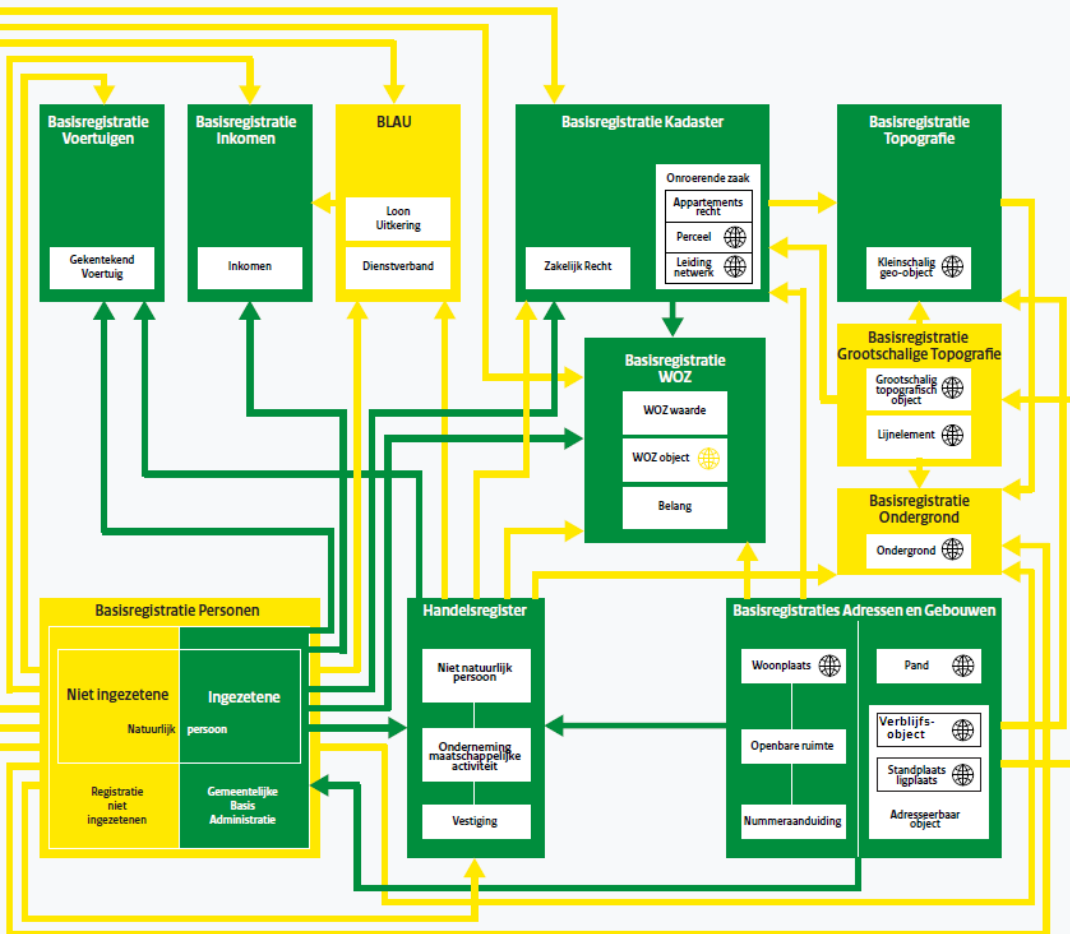 Basisregistratie
Voertuigen
Gekentekend
Voertuig
Basisregistratie
Inkomen
Inkomen
BLAU
Loon
Uitkering
Dienstverband
Basisregistratie Kadaster
Onroerende zaak
Appartements
recht
Perceel
Leiding
netwerk
Zakelijk Recht
Basisregistratie
Topografie
Kleinschalig
geo-object
Basisregistratie
Grootschalige Topografie
Grootschalig
topografisch
object
Lijnelement
Basisregistratie
WOZ
WOZ waarde
WOZ object
Belang
Basisregistratie
Ondergrond
Ondergrond
Basisregistratie Personen
Niet ingezetene
Ingezetene
Natuurlijk persoon
Registratie
niet
ingezetenen
Gemeentelijke
Basis
Administratie
Handelsregister
Niet natuurlijk
persoon
Onderneming
maatschappelijke
activiteit
Vestiging
Basisregistraties Adressen en Gebouwen
Woonplaats
Openbare ruimte
Nummeraanduiding
Pand
Verblijfs-
object
Standplaats
ligplaats
Adresseerbaar
object